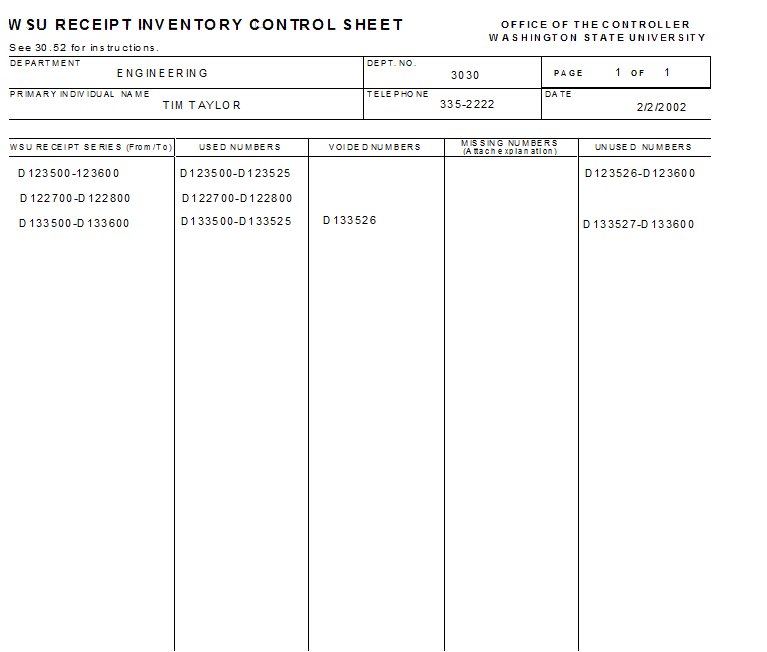 WSU RECEIPT INVENTORY CONTROL SHEET
OFFICE OF THE CONTROLLER
WASHINGTON STATE UNIVERSITY
See 30.52 for instructions.
DEPARTMENT
ENGINEERING
DEPT. NO.
3030
PAGE 1 OF 1
PRIMARY INDIVIDUAL NAME
TIM TAYLOR
TELEPHONE
335-2222
DATE
2/2/2002
WSU RECEIPT SERIES (From/To) USED NUMBERS VOIDED NUMBERS MISSING NUMBERS (Attach explanation) UNUSED NUMBERS
D123500-123600 D123500-D123525 D123526-D123600
D122700-D122800 D122700-D122800
D133500-D133600 D133500-D133525 D133526 D133527-D133600